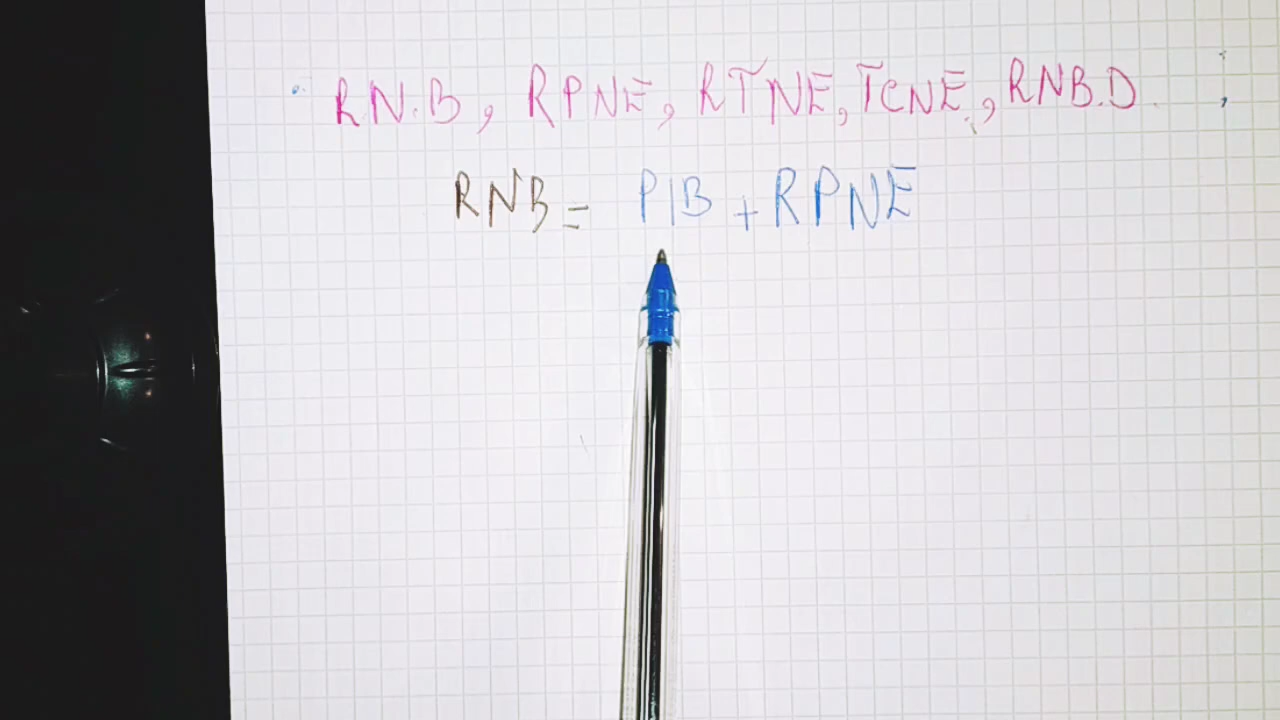 RN.B, RPNE, RTNE, TCNE, RNB.D.
RNB = PIB + RPNE